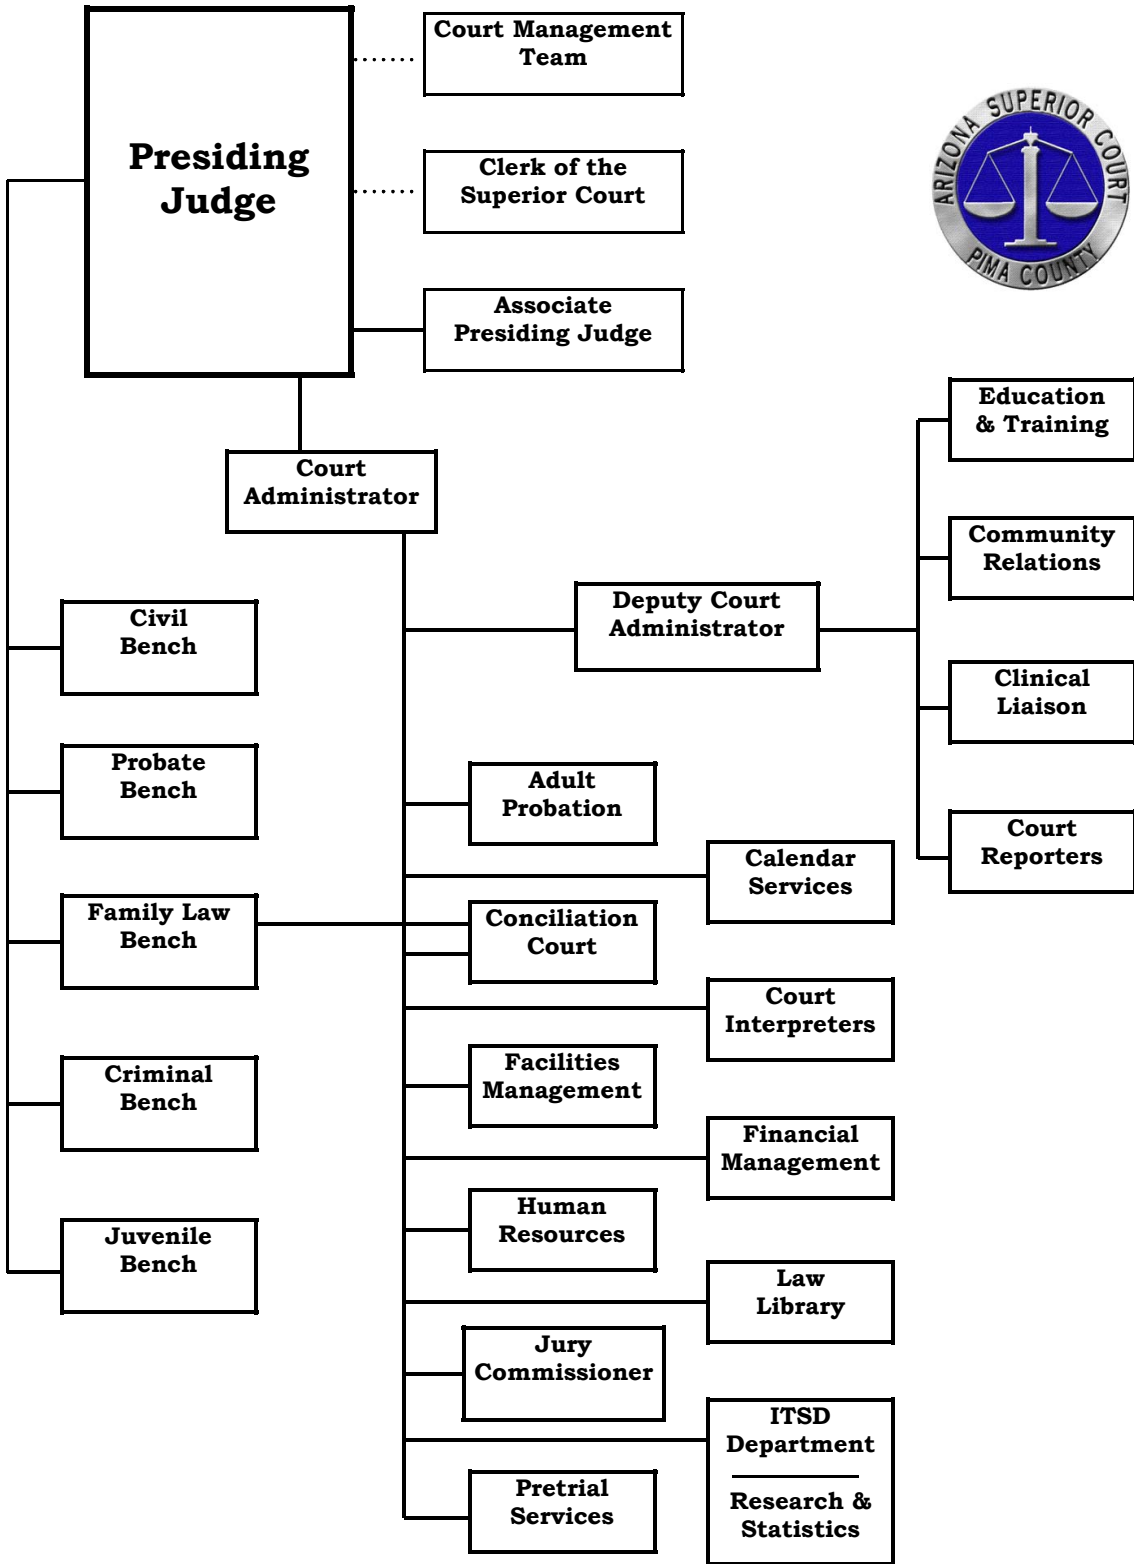 Court Management
Team
Presiding
Judge
Clerk of the
Superior Court
Associate
Presiding Judge
ARIZONA SUPERIOR COURT
PIMA COUNTY
Court
Administrator
Education
& Training
Community
Relations
Deputy Court
Administrator
Clinical
Liaison
Court
Reporters
Civil
Bench
Probate
Bench
Family Law
Bench
Criminal
Bench
Juvenile
Bench
Adult
Probation
Calendar
Services
Conciliation
Court
Court
Interpreters
Facilities
Management
Financial
Management
Human
Resources
Law
Library
Jury
Commissioner
ITSD
Department
Research &
Statistics
Pretrial
Services